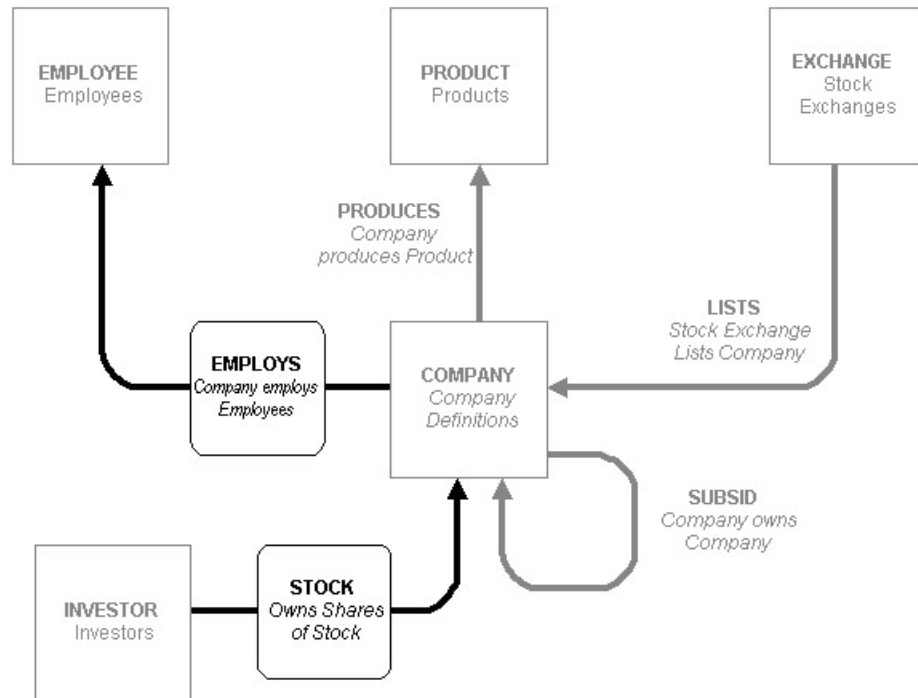 EMPLOYEE
Employees
PRODUCT
Products
EXCHANGE
Stock
Exchanges
PRODUCES
Company
produces Product
LISTS
Stock Exchange
Lists Company
EMPLOYS
Company employs
Employees
COMPANY
Company
Definitions
SUBSID
Company owns
Company
INVESTOR
Investors
STOCK
Owns Shares
of Stock